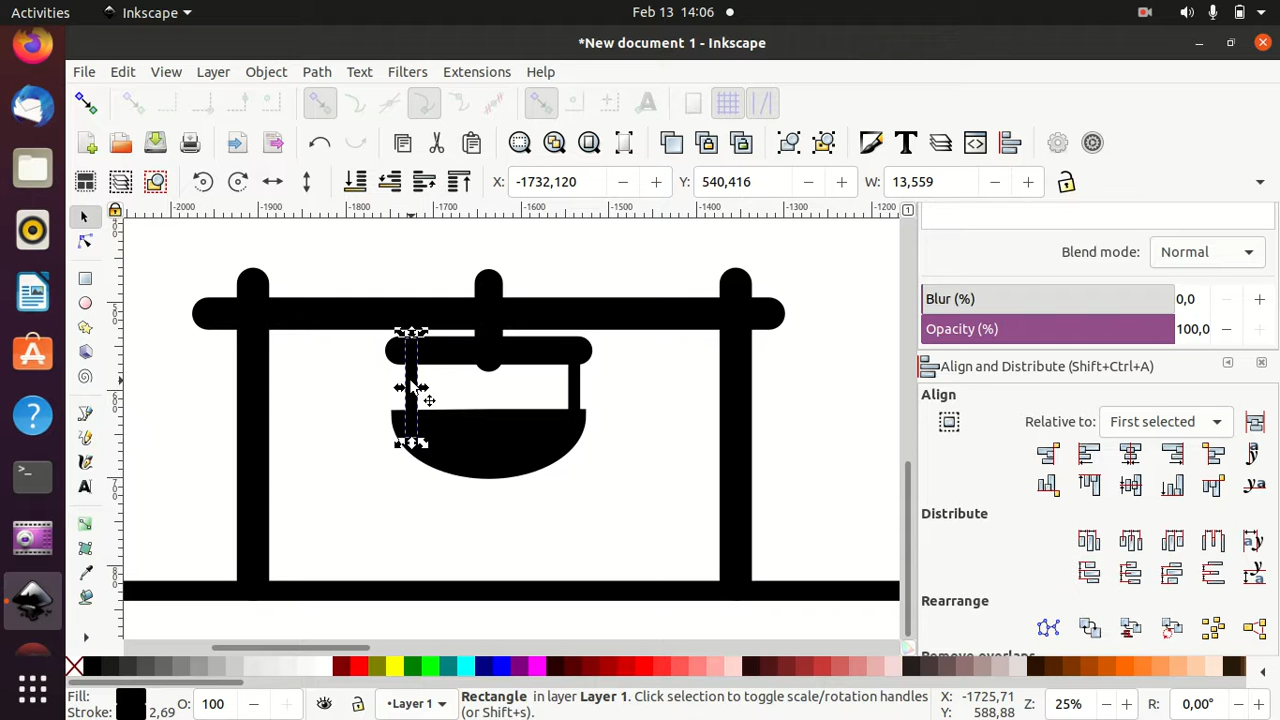 Activities
Inkscape
Feb 13 14:06
*New document 1 - Inkscape
File Edit View Layer Object Path Text Filters Extensions Help
X: -1732,120 Y: 540,416 W: 13,559
-2000 -1900 -1800 -1700 -1600 -1500 -1400 -1300 -1200
Blend mode: Normal
Blur (%) 0,0
Opacity (%) 100,0
Align and Distribute (Shift+Ctrl+A)
Align
Relative to: First selected
Distribute
Rearrange
Remove overlaps
Fill:
Stroke: 2,69
O: 100
•Layer 1
Rectangle in layer Layer 1. Click selection to toggle scale/rotation handles
(or Shift+s).
X: -1725,71
Y: 588,88
Z: 25%
R: 0,00°